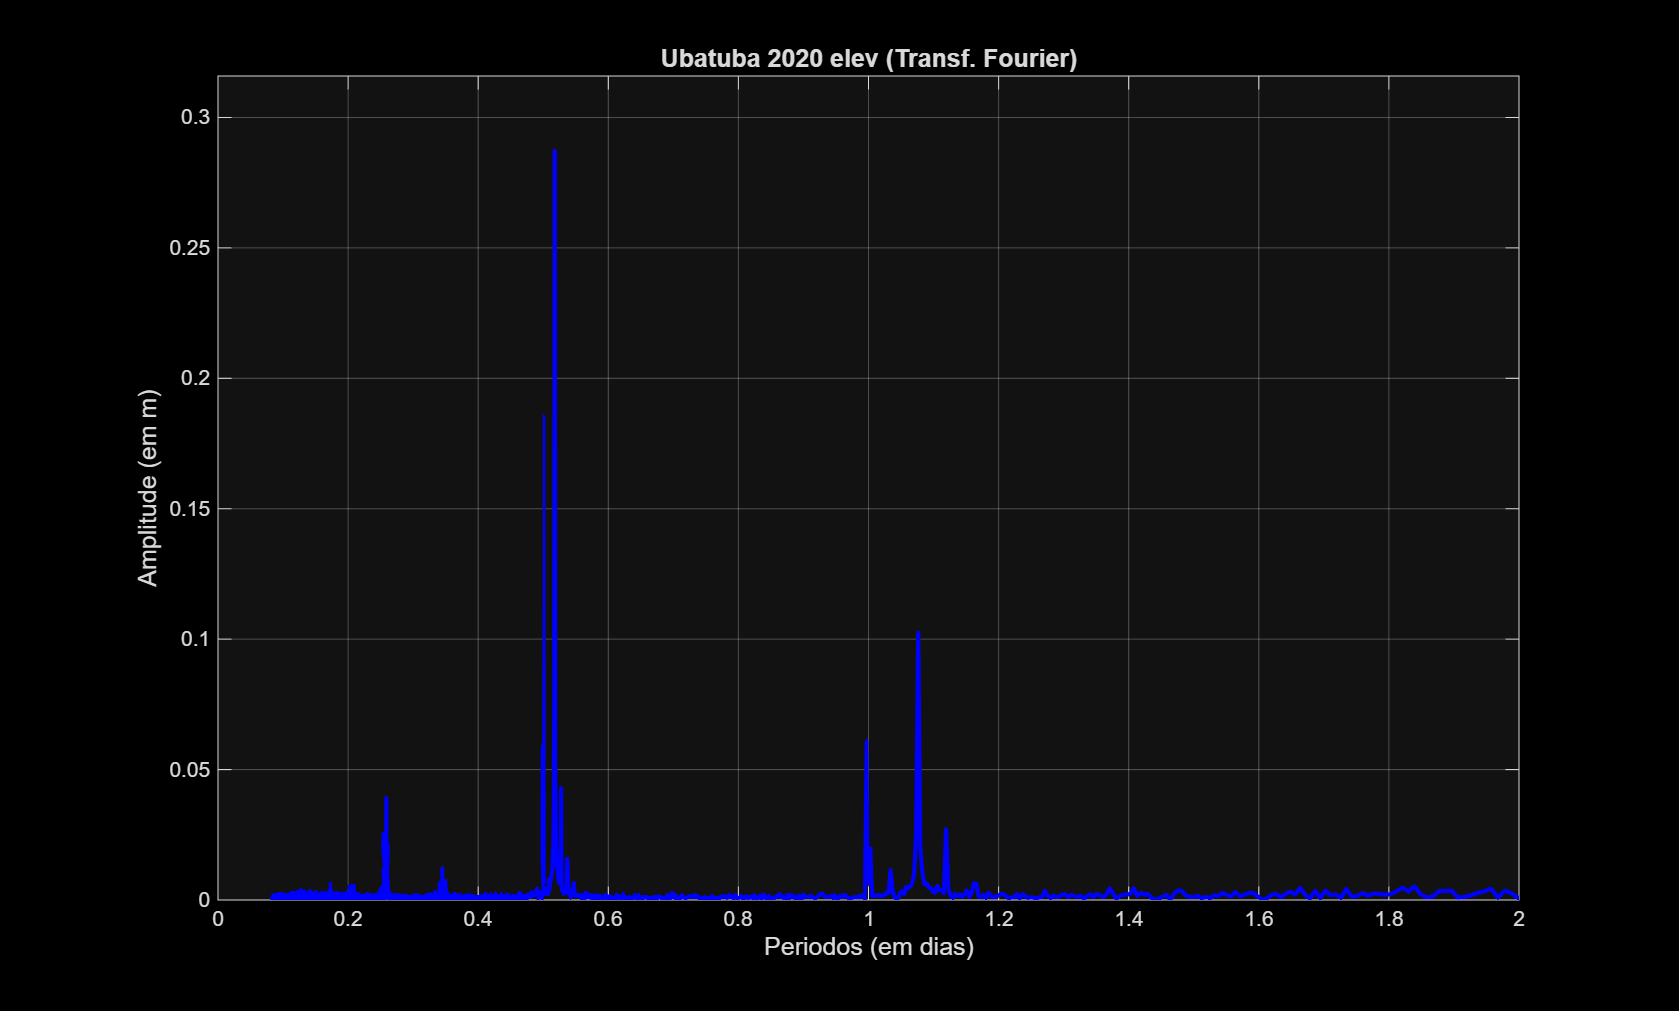 Ubatuba 2020 elev (Transf. Fourier)
0.3
0.25
0.2
0.15
0.1
0.05
0
Amplitude (em m)
0 0.2 0.4 0.6 0.8 1 1.2 1.4 1.6 1.8 2
Periodos (em dias)